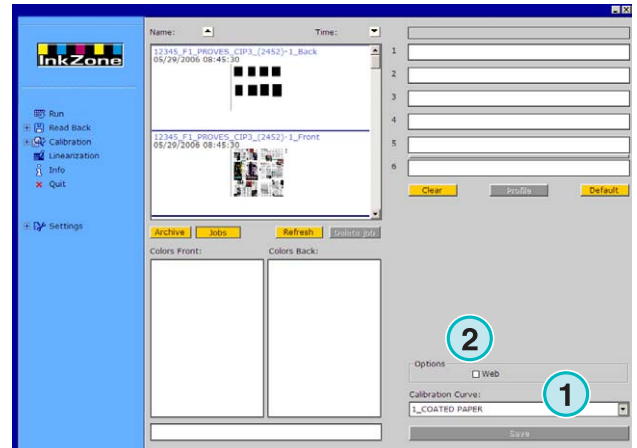 InkZone
Run
Read Back
Calibration
Linearization
Info
Quit
Settings
Name:
Time:
12345_F1_PROVES_CIP3_(2452)-1_Back
05/29/2006 08:45:30
12345_F1_PROVES_CIP3_(2452)-1_Front
05/29/2006 08:45:30
Archive
Jobs
Refresh
Delete job
Colors Front:
Colors Back:
1
2
3
4
5
6
Clear
Profile
Default
2
Options
Web
1
Calibration Curve:
1_COATED PAPER
Save